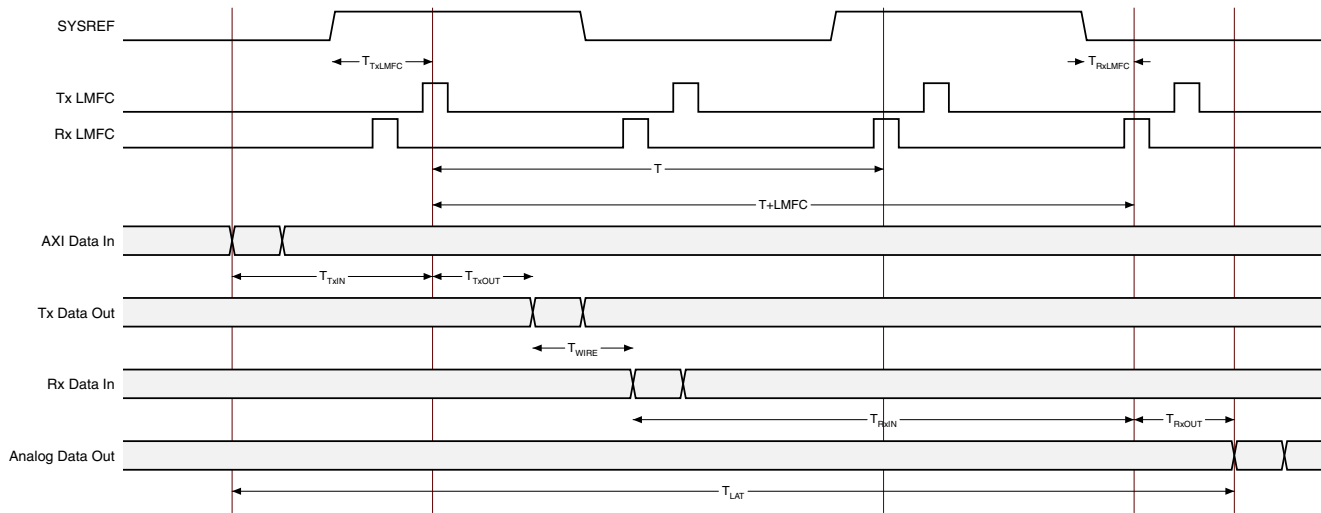 SYSREF
TTxLMFC
TRxLMFC
Tx LMFC
Rx LMFC
T
T+LMFC
AXI Data In
TTxIN
TTxOUT
Tx Data Out
TWIRE
Rx Data In
TRxIN
TRxOUT
Analog Data Out
TLAT